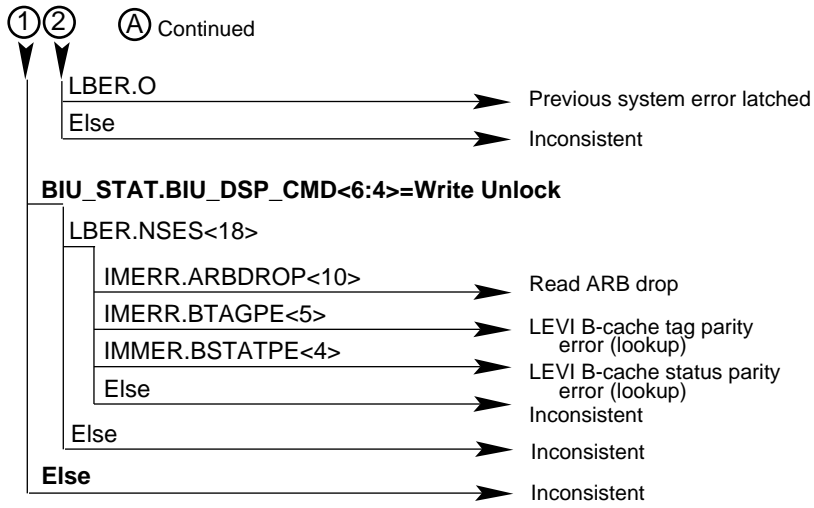 1 2 A Continued
LBER.O
Previous system error latched
Else
Inconsistent
BIU_STAT.BIU_DSP_CMD<6:4>=Write Unlock
LBER.NSES<18>
IMERR.ARBDROP<10>
Read ARB drop
IMERR.BTAGPE<5>
LEVI B-cache tag parity
error (lookup)
IMMER.BSTATPE<4>
LEVI B-cache status parity
error (lookup)
Else
Inconsistent
Else
Inconsistent
Else
Inconsistent